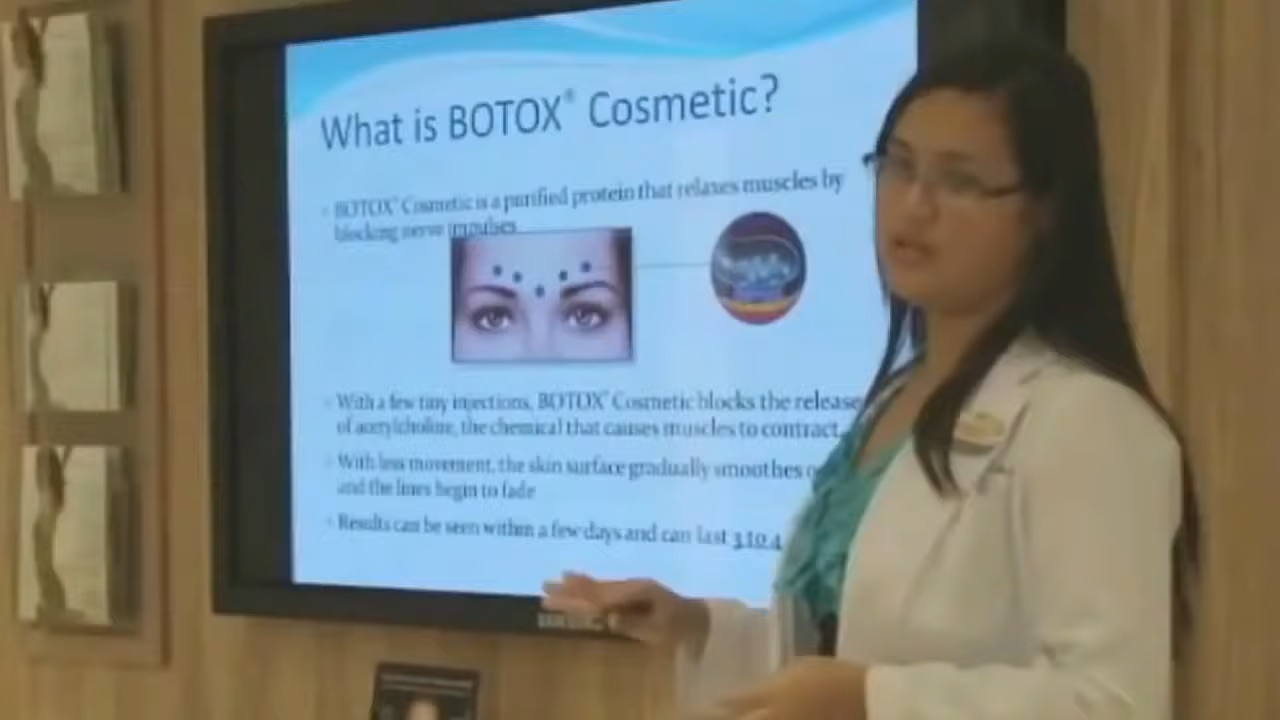 What is BOTOX® Cosmetic?
BOTOX® Cosmetic is a purified protein that relaxes muscles by
blocking nerve impulses
With a few tiny injections, BOTOX® Cosmetic blocks the release
of acetylcholine, the chemical that causes muscles to contract.
With less movement, the skin surface gradually smoothes
and the lines begin to fade
Results can be seen within a few days and can last 3 to 4